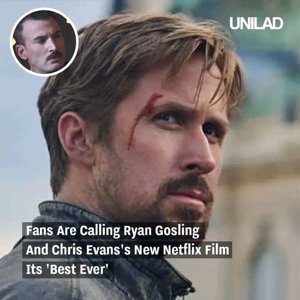 UNILAD
Fans Are Calling Ryan Gosling
And Chris Evans's New Netflix Film
Its 'Best Ever'